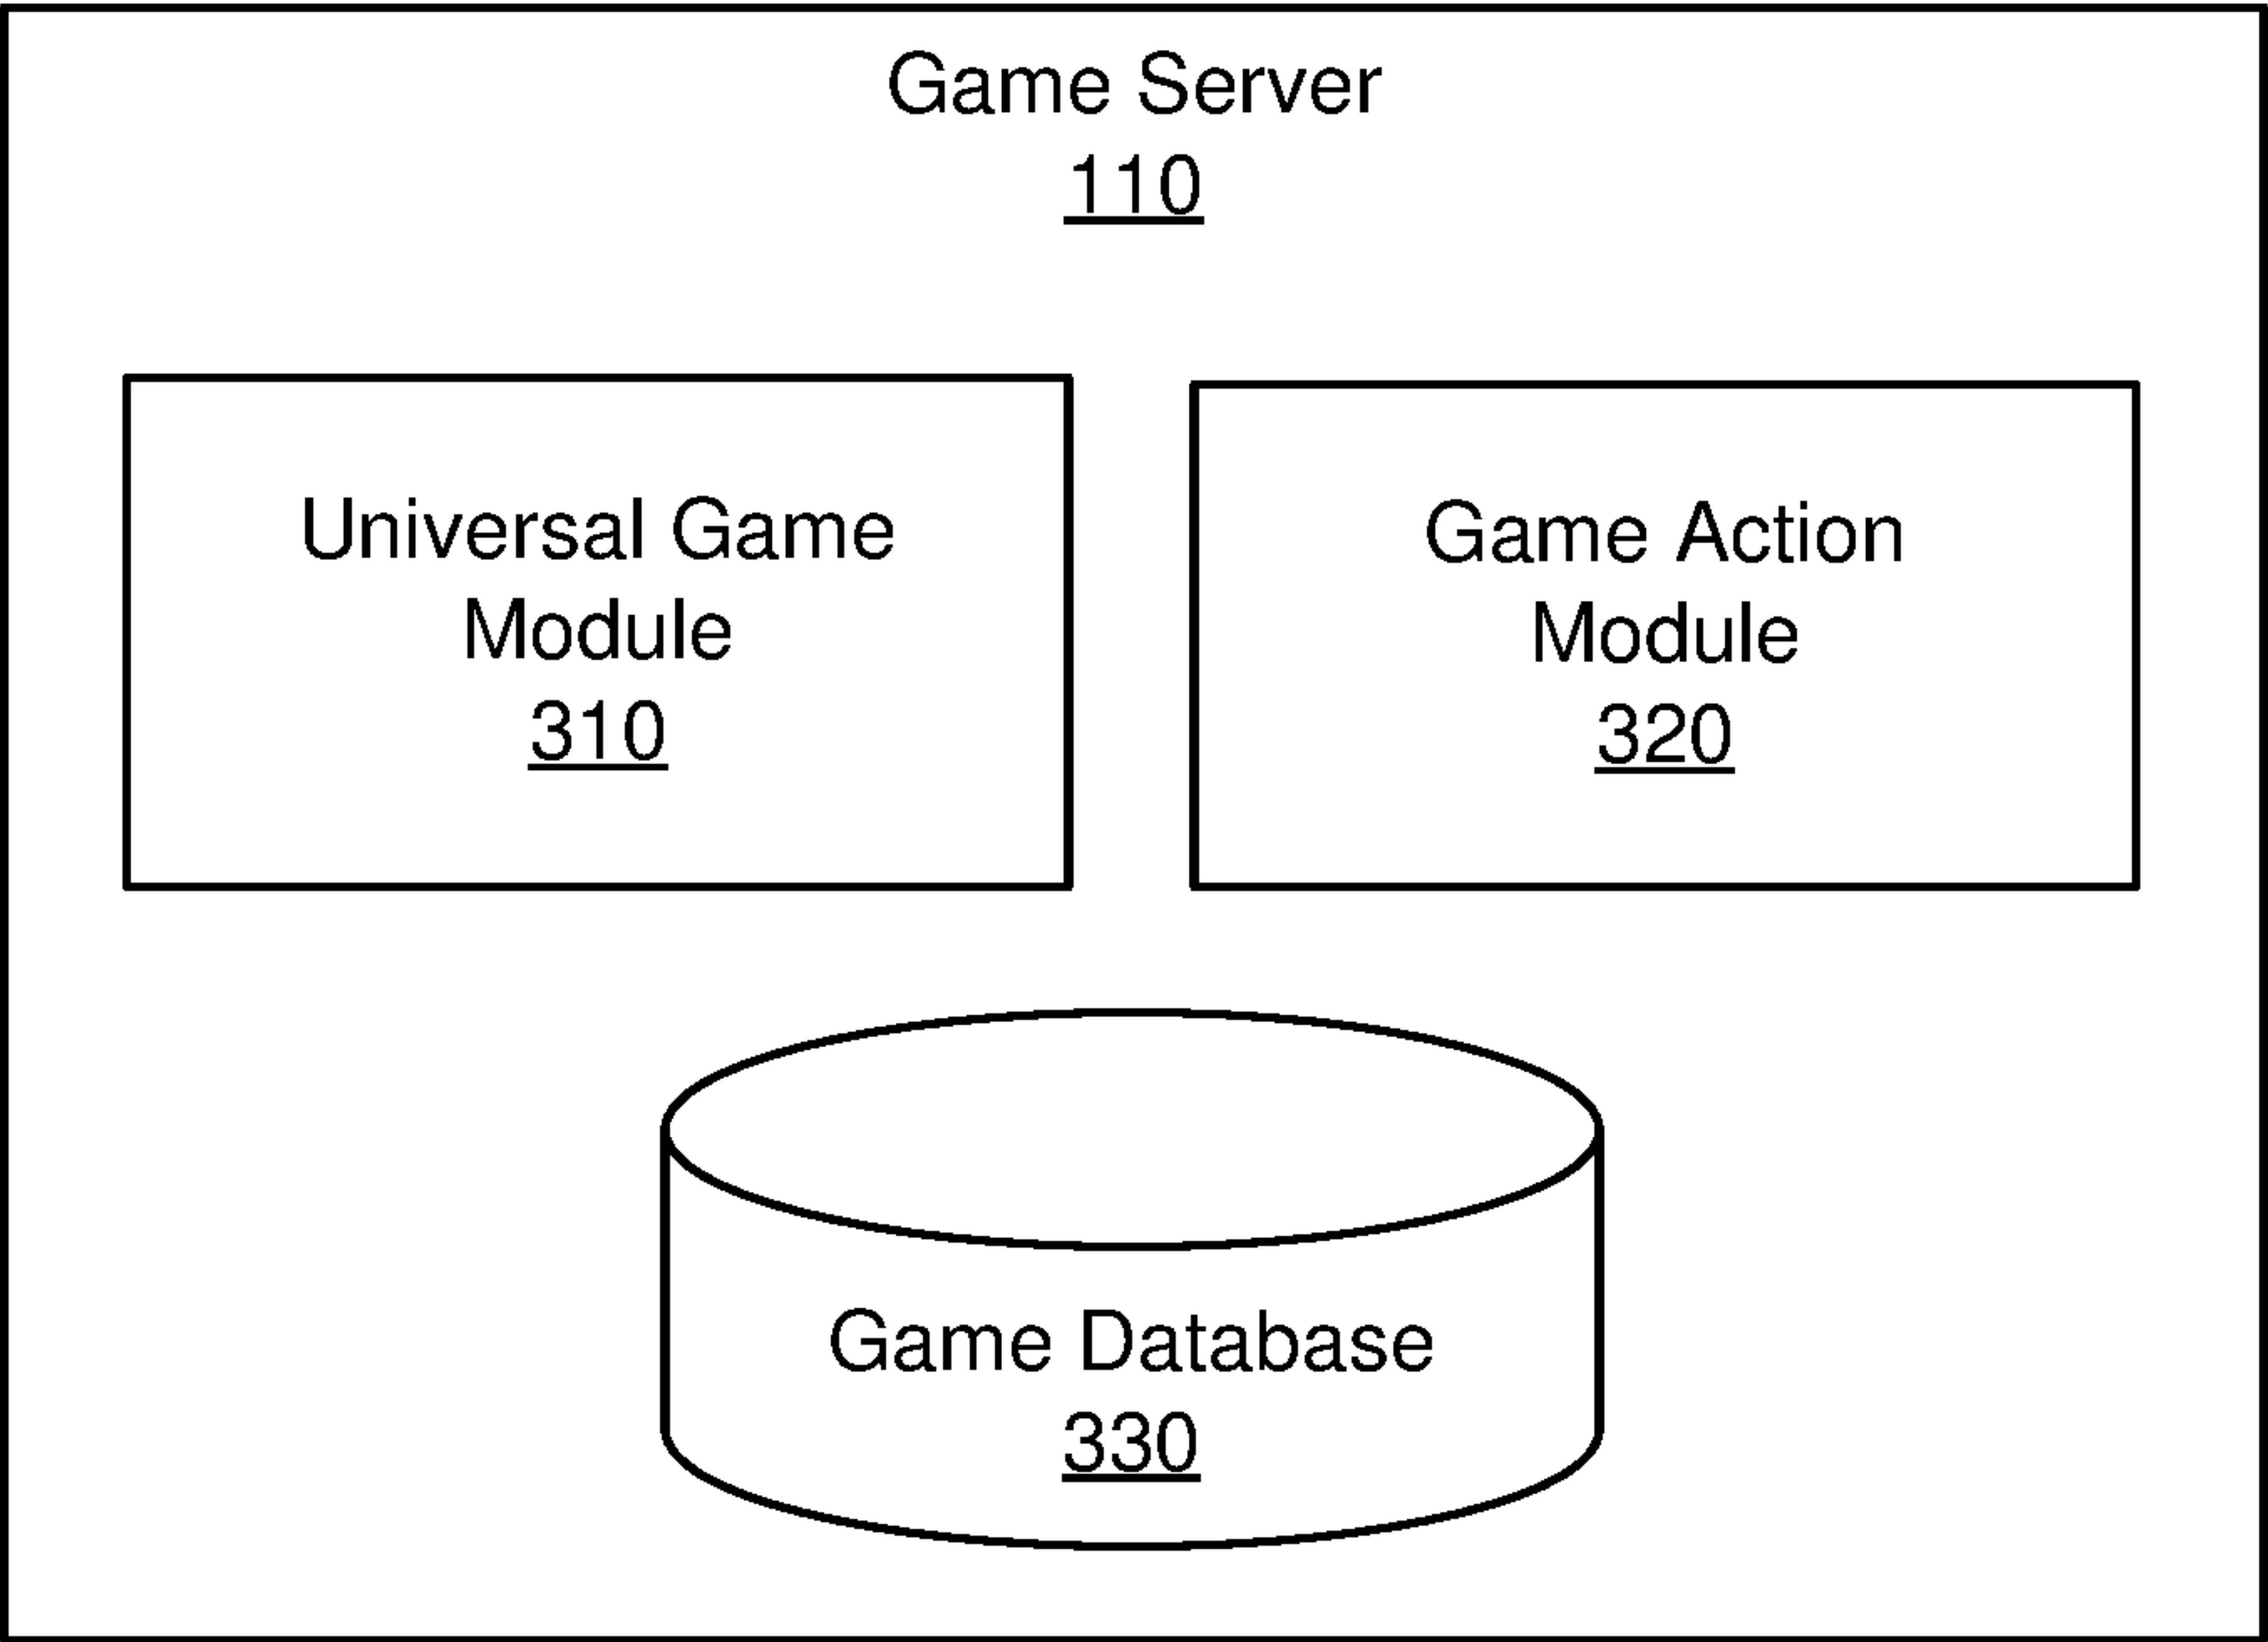 Game Server
110
Universal Game
Module
310
Game Action
Module
320
Game Database
330